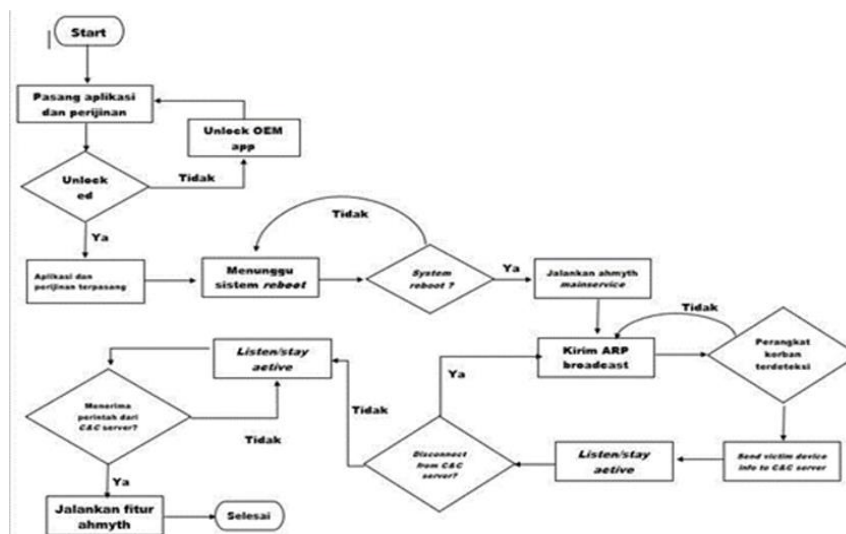 Start
Pasang aplikasi
dan perijinan
Unlock OEM
app
Unlock
ed
Tidak
Ya
Aplikasi dan
perijinan terpasang
Menunggu
sistem reboot
Tidak
System
reboot ?
Ya
Jalankan ahmyth
mainservice
Kirim ARP
broadcast
Tidak
Perangkat
korban
terdeteksi
Send victim device
info to C&C server
Listen/stay
aetive
Disconnect
from C&C
server?
Ya
Tidak
Listen/stay
aetive
Menerima
perintah dari
C&C server?
Tidak
Ya
Jalankan fitur
ahmyth
Selesai